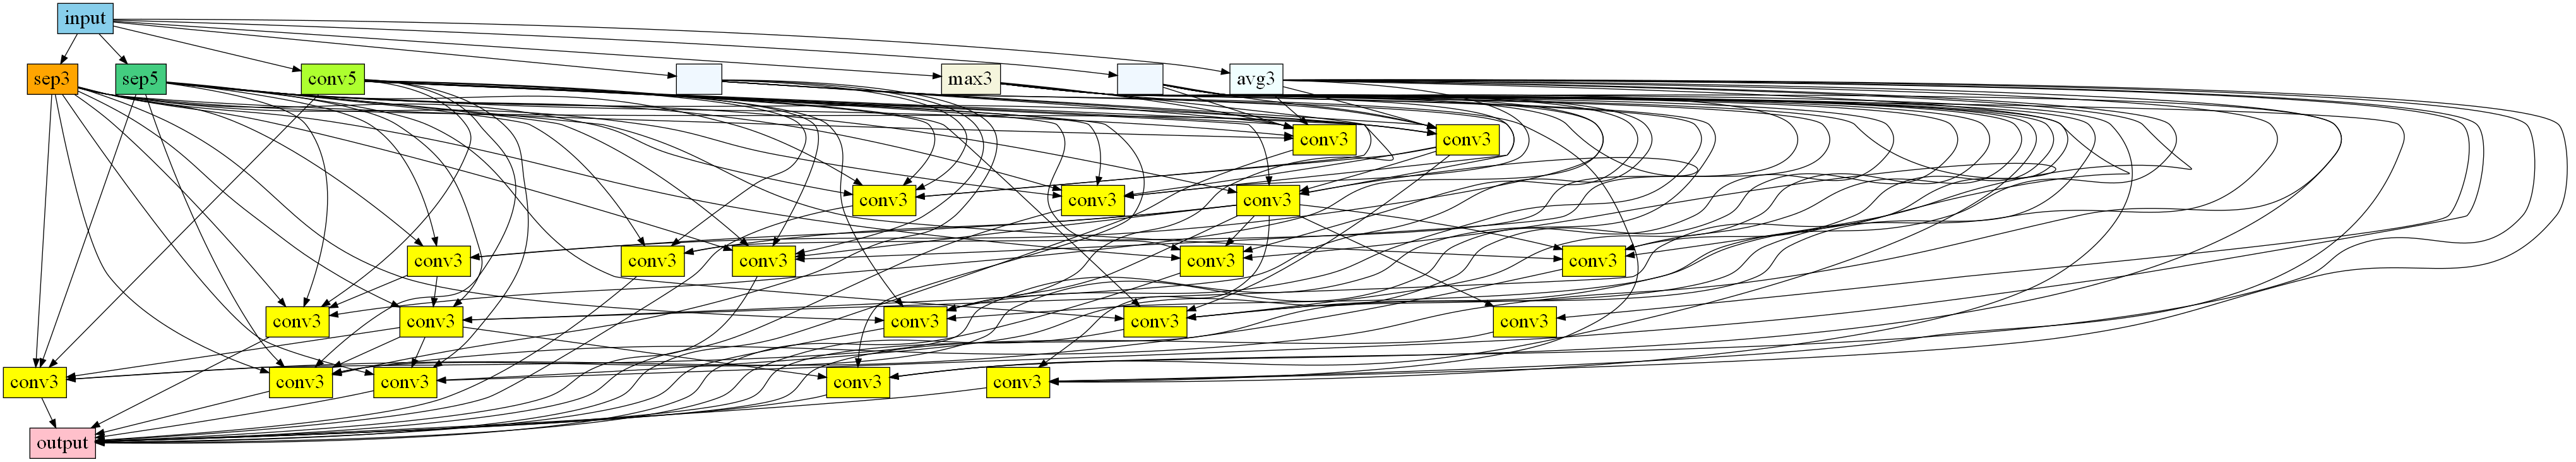 input
sep3 sep5 conv5 max3 avg3
conv3 conv3
conv3 conv3 conv3
conv3 conv3 conv3 conv3 conv3
conv3 conv3 conv3 conv3 conv3
conv3 conv3 conv3 conv3 conv3
output